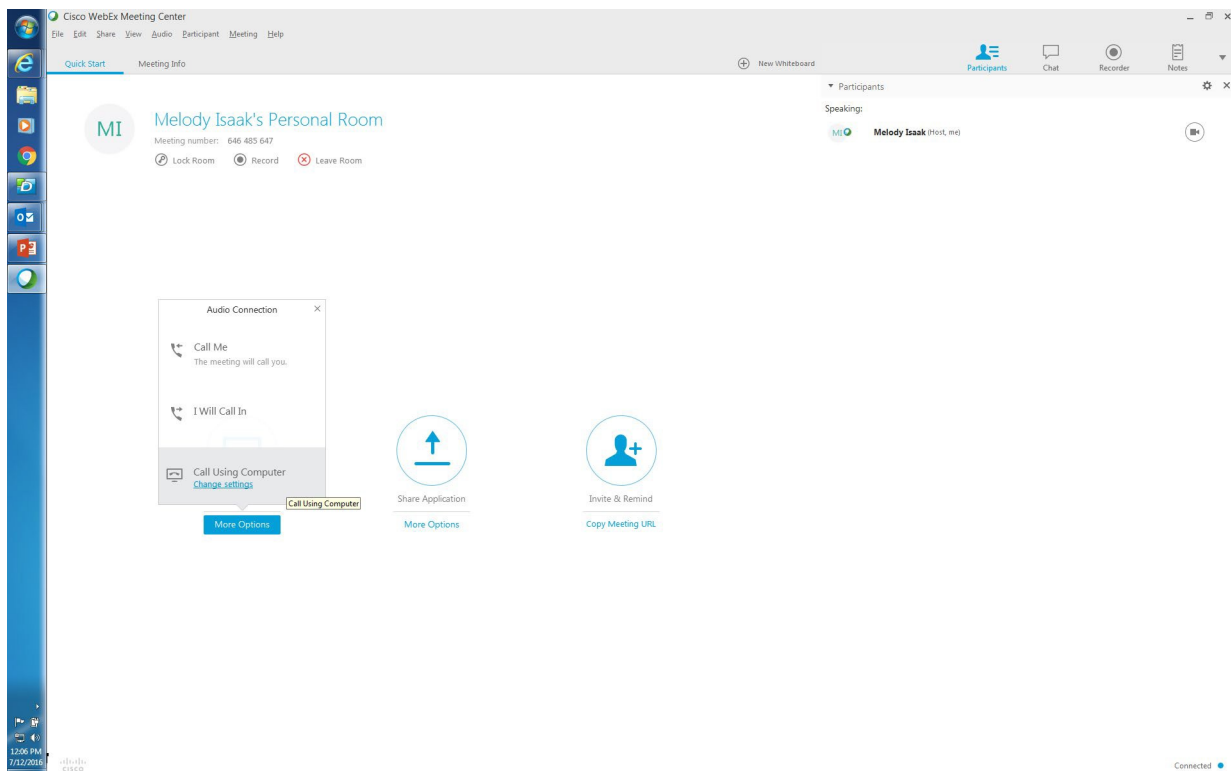 Cisco WebEx Meeting Center
File Edit Share View Audio Participant Meeting Help
Quick Start Meeting Info New Whiteboard Participants Chat Recorder Notes
Participants
Speaking:
MI Melody Isaak (Host, me)
MI
Melody Isaak's Personal Room
Meeting number: 646 485 647
Lock Room Record Leave Room
Audio Connection
Call Me
The meeting will call you.
I Will Call In
Call Using Computer
Change settings
Call Using Computer
More Options
Share Application
More Options
Invite & Remind
Copy Meeting URL
12:06 PM
7/12/2016
CISCO
Connected